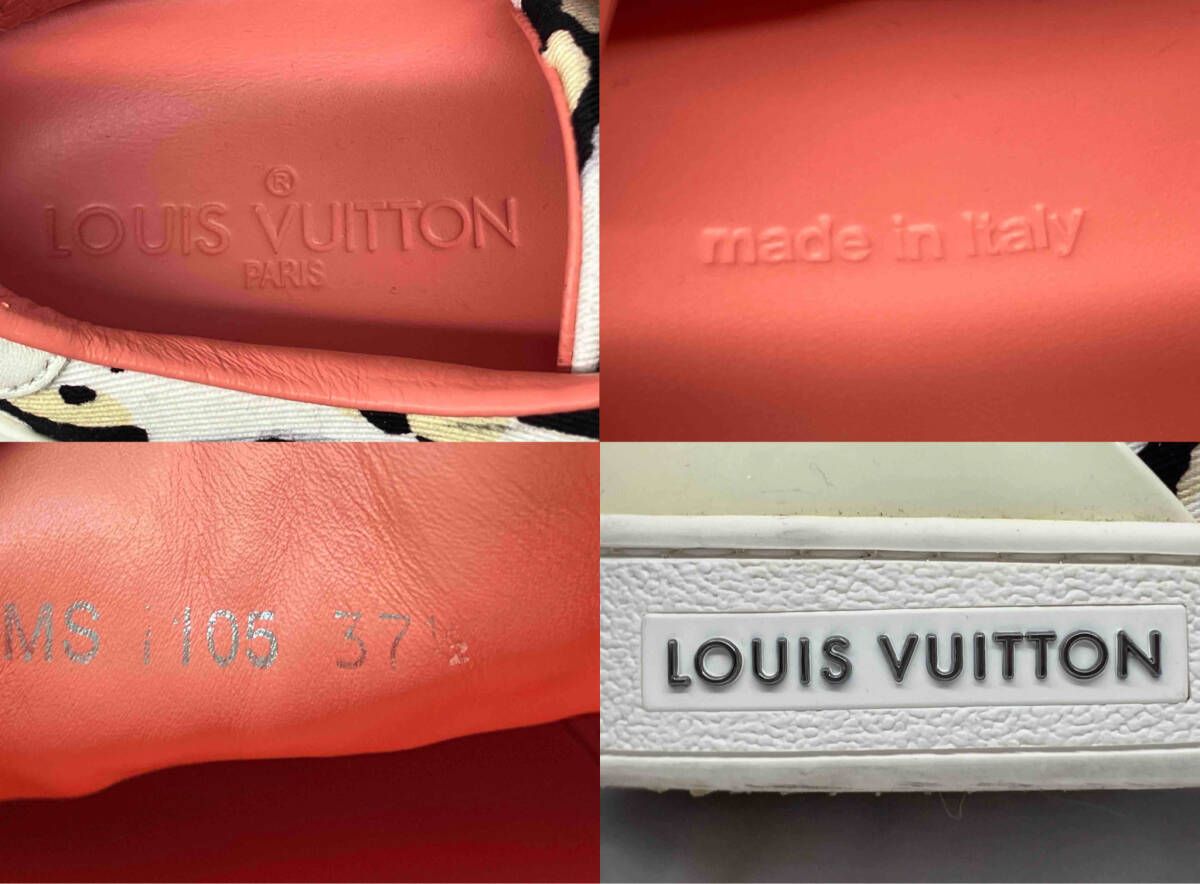 ®
LOUIS VUITTON
PARIS
made in Italy
MS 1105 37½
LOUIS VUITTON